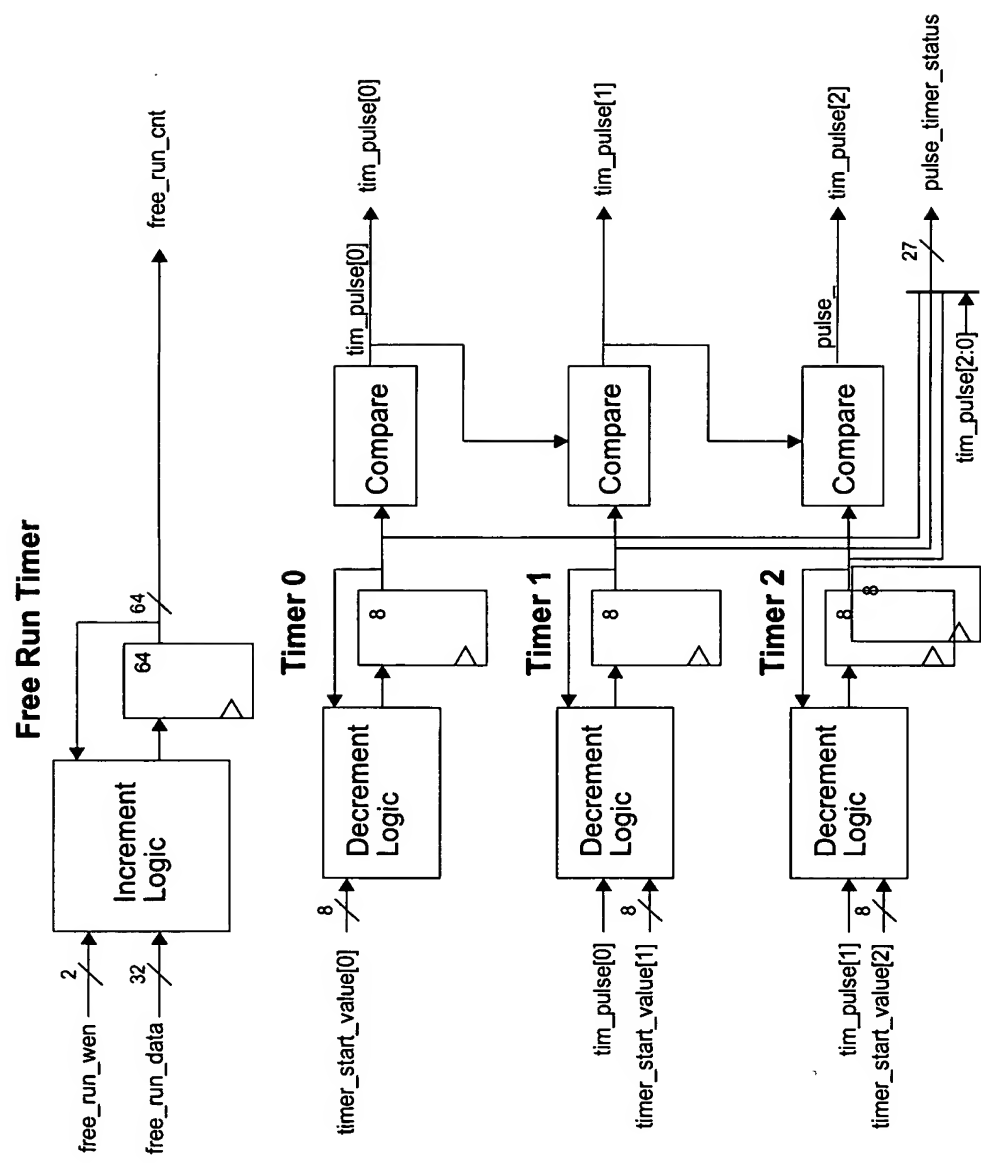 Free Run Timer
free_run_wen
2
free_run_data
32
Increment
Logic
64
64
free_run_cnt
Timer 0
timer_start_value[0]
8
Decrement
Logic
8
Compare
tim_pulse[0]
tim_pulse[0]
Timer 1
tim_pulse[0]
timer_start_value[1]
8
Decrement
Logic
8
Compare
tim_pulse[1]
Timer 2
tim_pulse[1]
timer_start_value[2]
8
Decrement
Logic
8
8
Compare
pulse_
tim_pulse[2]
27
pulse_timer_status
tim_pulse[2:0]